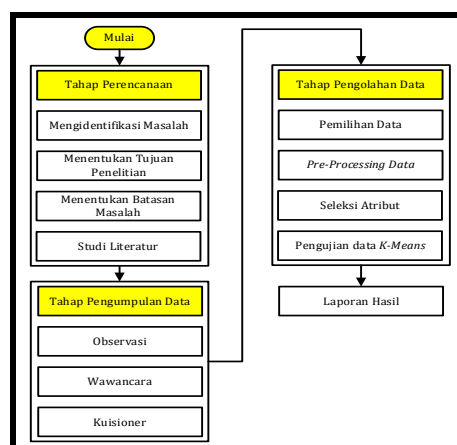 Mulai
Tahap Perencanaan
Mengidentifikasi Masalah
Menentukan Tujuan
Penelitian
Menentukan Batasan
Masalah
Studi Literatur
Tahap Pengumpulan Data
Observasi
Wawancara
Kuisioner
Tahap Pengolahan Data
Pemilihan Data
Pre-Processing Data
Seleksi Atribut
Pengujian data K-Means
Laporan Hasil